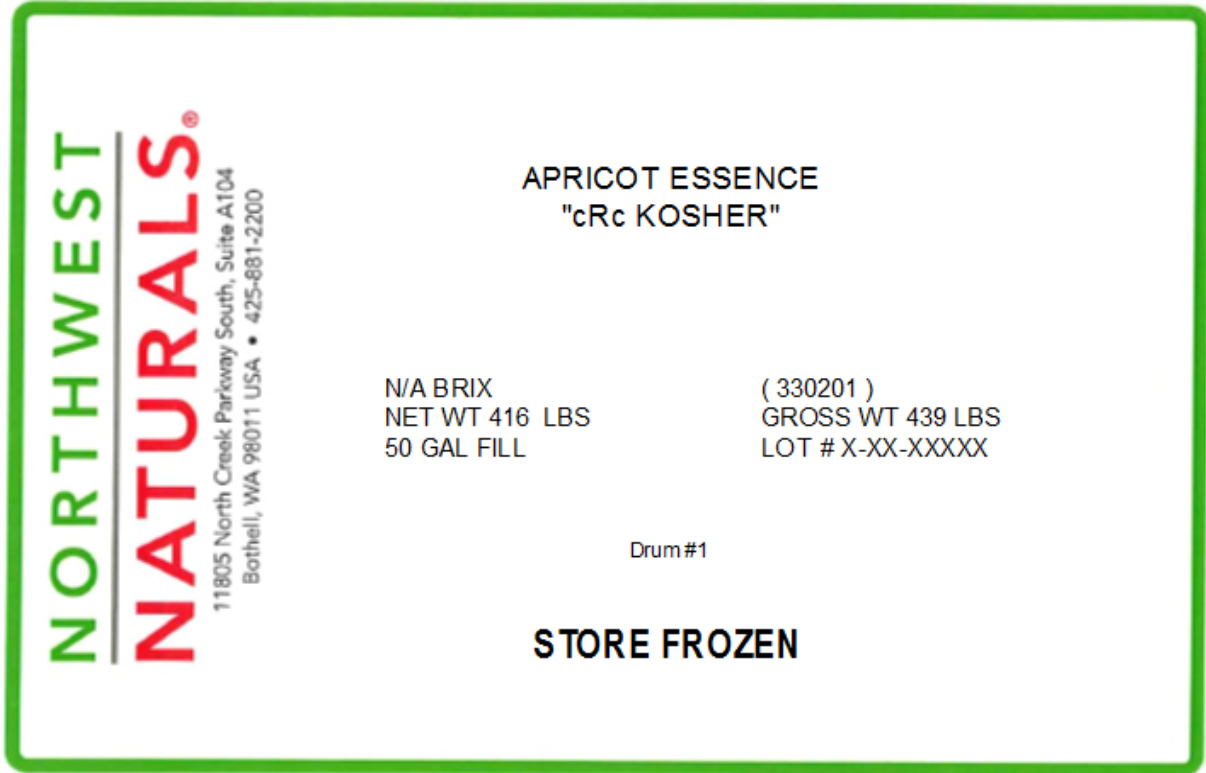 NORTHWEST
NATURALS®
11805 North Creek Parkway South, Suite A104
Bothell, WA 98011 USA • 425-881-2200
APRICOT ESSENCE
"cRc KOSHER"
N/A BRIX
NET WT 416 LBS
50 GAL FILL
( 330201 )
GROSS WT 439 LBS
LOT # X-XX-XXXXX
Drum #1
STORE FROZEN